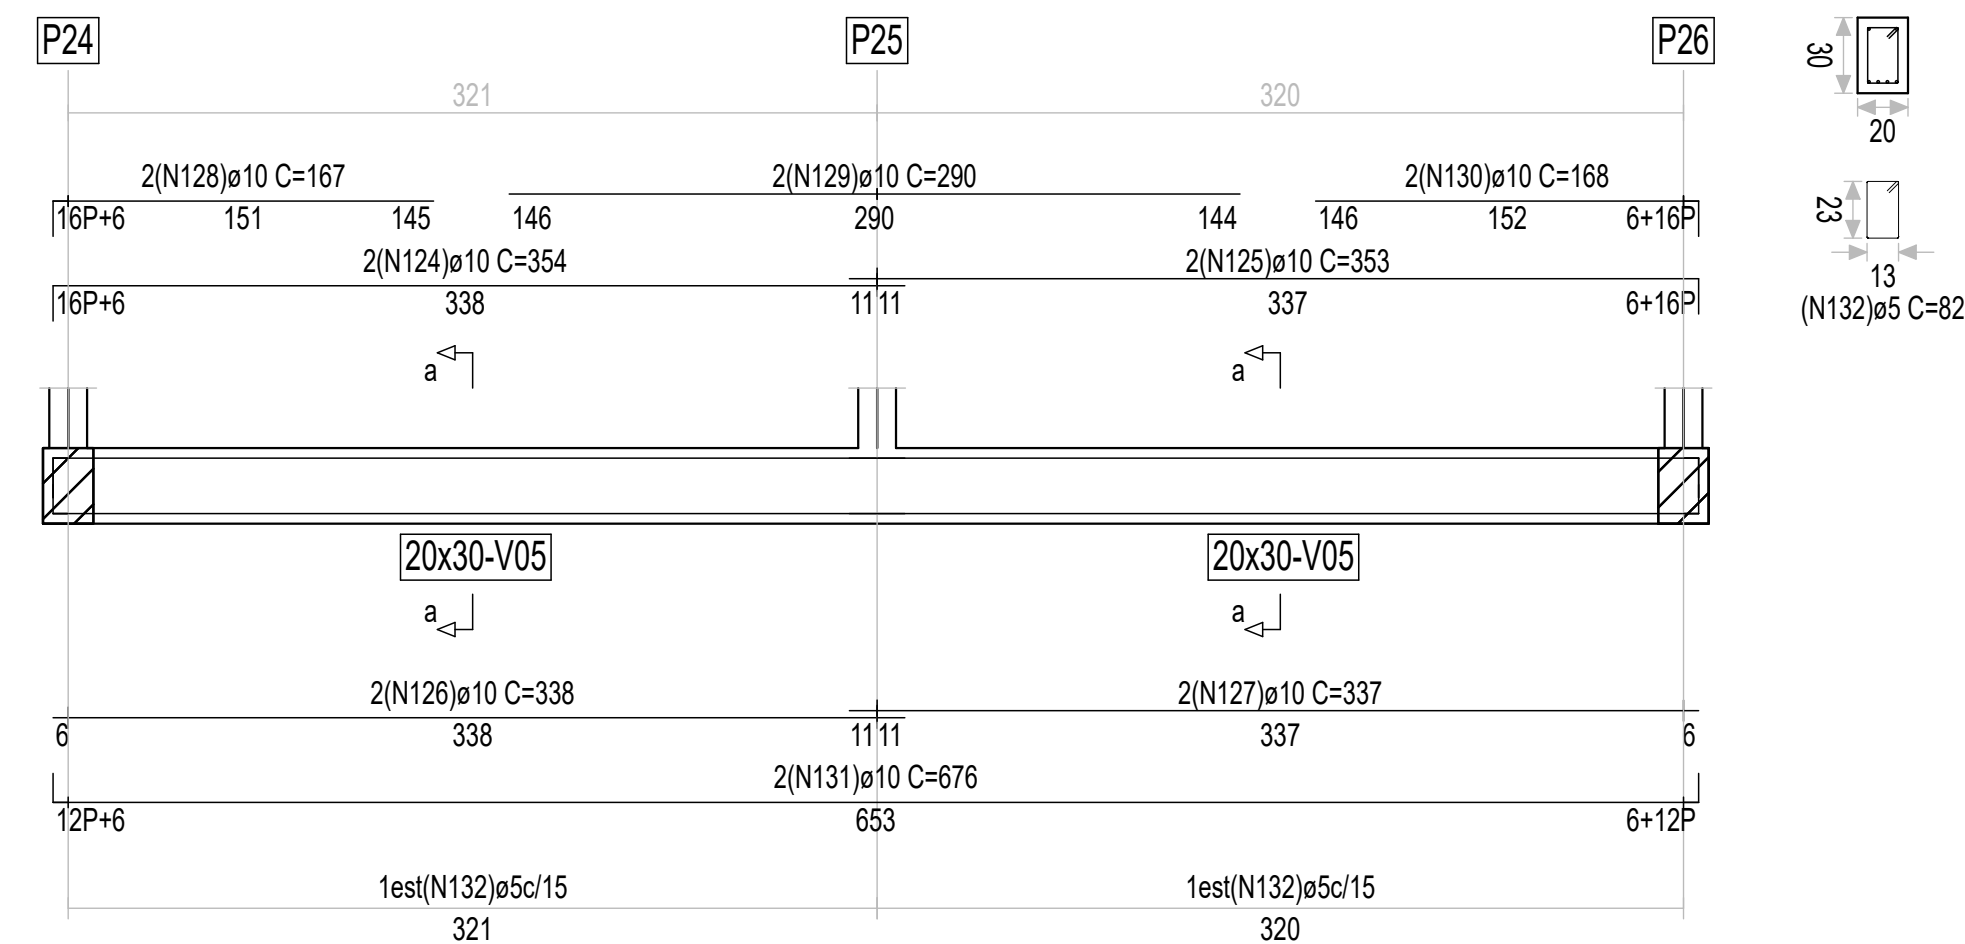 P24 P25 P26
321 320
30
20
2(N128)ø10 C=167 2(N129)ø10 C=290 2(N130)ø10 C=168
16P+6 151 145 146 290 144 146 152 6+16P
23
13
(N132)ø5 C=82
2(N124)ø10 C=354 2(N125)ø10 C=353
16P+6 338 11 11 337 6+16P
a a
20x30-V05 20x30-V05
a a
2(N126)ø10 C=338 2(N127)ø10 C=337
6 338 11 11 337 6
2(N131)ø10 C=676
12P+6 653 6+12P
1est(N132)ø5c/15 1est(N132)ø5c/15
321 320